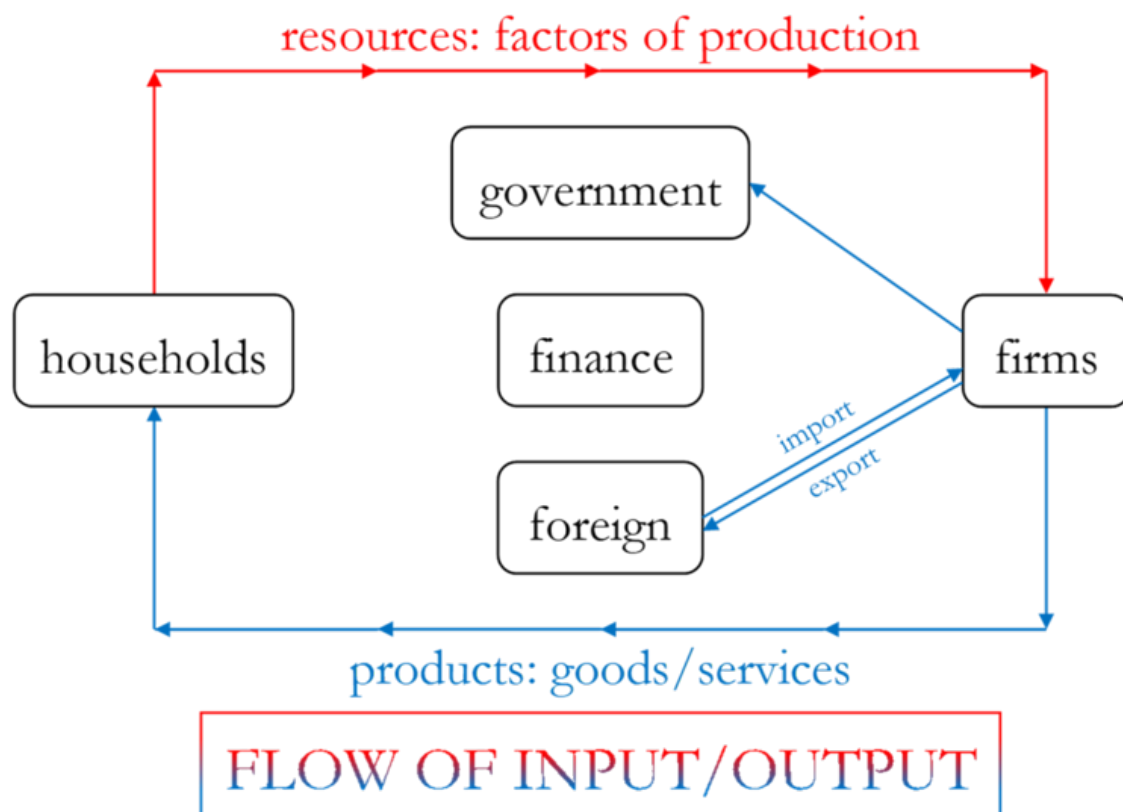 resources: factors of production
government
households
finance
firms
import
export
foreign
products: goods/services
FLOW OF INPUT/OUTPUT